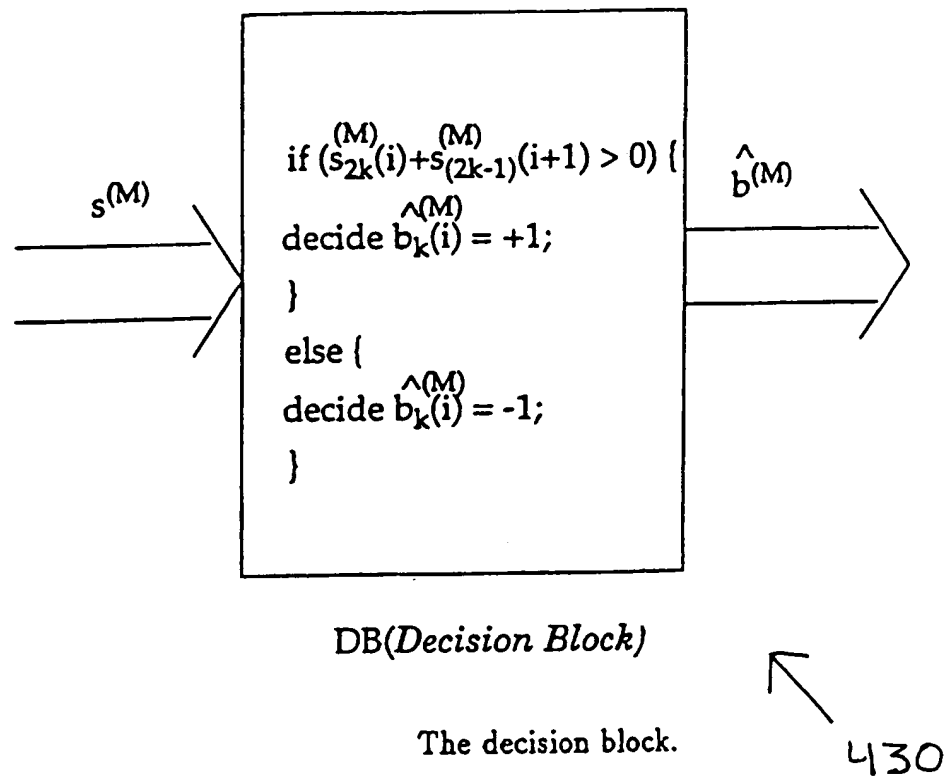 s^(M)
if (s_2k^(M)(i)+s_(2k-1)^(M)(i+1) > 0) {
decide b̂_k^(M)(i) = +1;
}
else {
decide b̂_k^(M)(i) = -1;
}
b̂^(M)
DB(Decision Block)
The decision block.
430